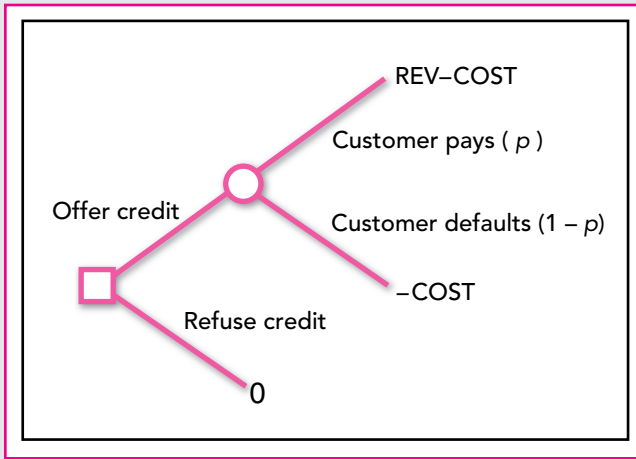 REV–COST
Customer pays ( p )
Offer credit
Customer defaults (1 – p)
–COST
Refuse credit
0